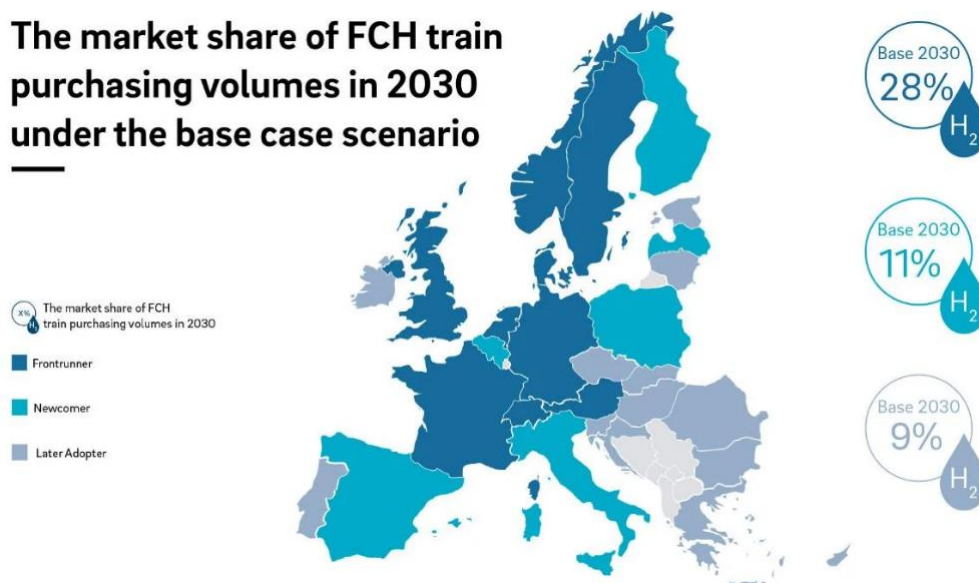 The market share of FCH train
purchasing volumes in 2030
under the base case scenario
X%
H2
The market share of FCH
train purchasing volumes in 2030
Frontrunner
Newcomer
Later Adopter
Base 2030
28%
H₂
Base 2030
11%
H₂
Base 2030
9%
H₂